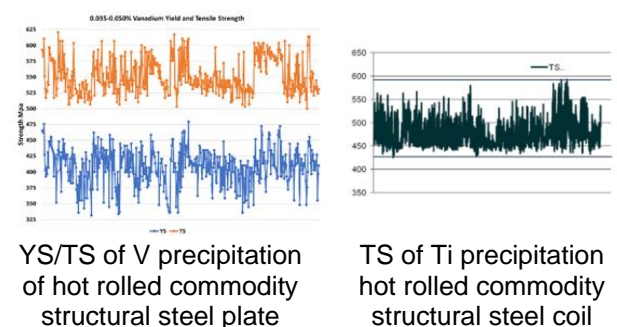 0.035-0.050% Vanadium Yield and Tensile Strength
Strength Mpa
625
600
575
550
525
500
475
450
425
400
375
350
325
YS TS
650
600
550
500
450
400
350
TS..
YS/TS of V precipitation
of hot rolled commodity
structural steel plate
TS of Ti precipitation
hot rolled commodity
structural steel coil